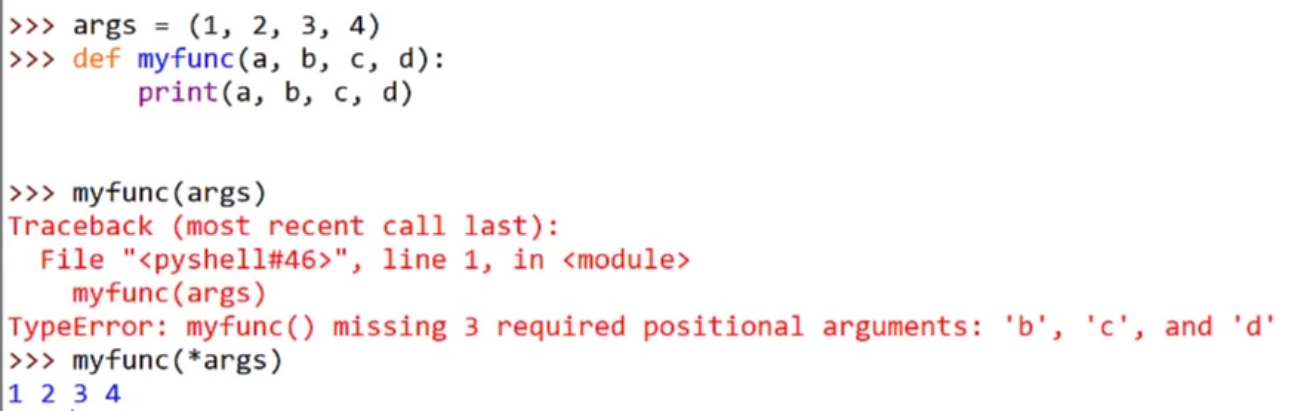 >>> args = (1, 2, 3, 4)
>>> def myfunc(a, b, c, d):
        print(a, b, c, d)
>>> myfunc(args)
Traceback (most recent call last):
  File "<pyshell#46>", line 1, in <module>
    myfunc(args)
TypeError: myfunc() missing 3 required positional arguments: 'b', 'c', and 'd'
>>> myfunc(*args)
1 2 3 4